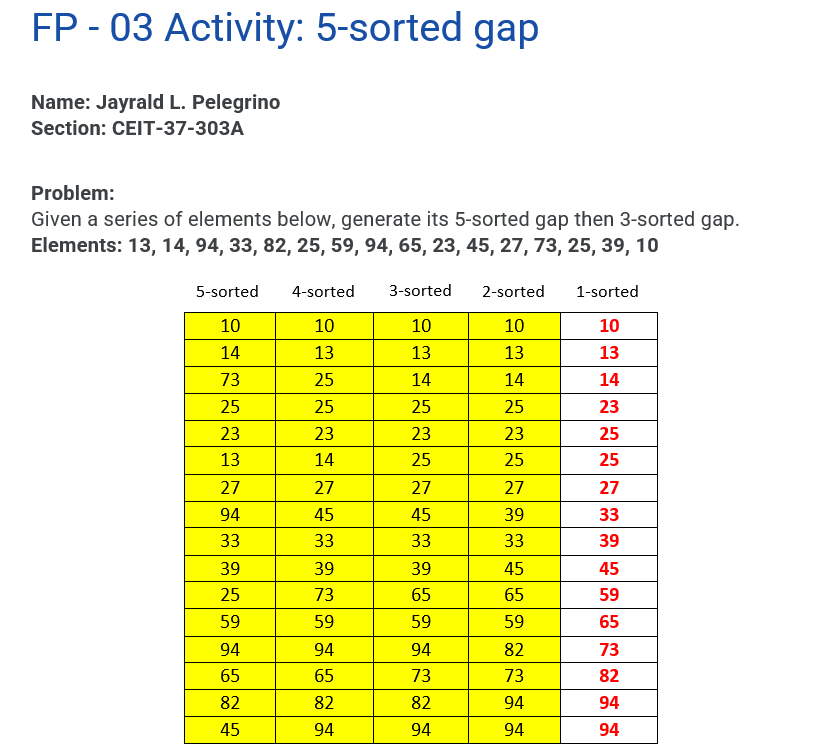 FP - 03 Activity: 5-sorted gap
Name: Jayrald L. Pelegrino
Section: CEIT-37-303A
Problem:
Given a series of elements below, generate its 5-sorted gap then 3-sorted gap.
Elements: 13, 14, 94, 33, 82, 25, 59, 94, 65, 23, 45, 27, 73, 25, 39, 10
5-sorted 4-sorted 3-sorted 2-sorted 1-sorted
10 10 10 10 10
14 13 13 13 13
73 25 14 14 14
25 25 25 25 23
23 23 23 23 25
13 14 25 25 25
27 27 27 27 27
94 45 45 39 33
33 33 33 33 39
39 39 39 45 45
25 73 65 65 59
59 59 59 59 65
94 94 94 82 73
65 65 73 73 82
82 82 82 94 94
45 94 94 94 94